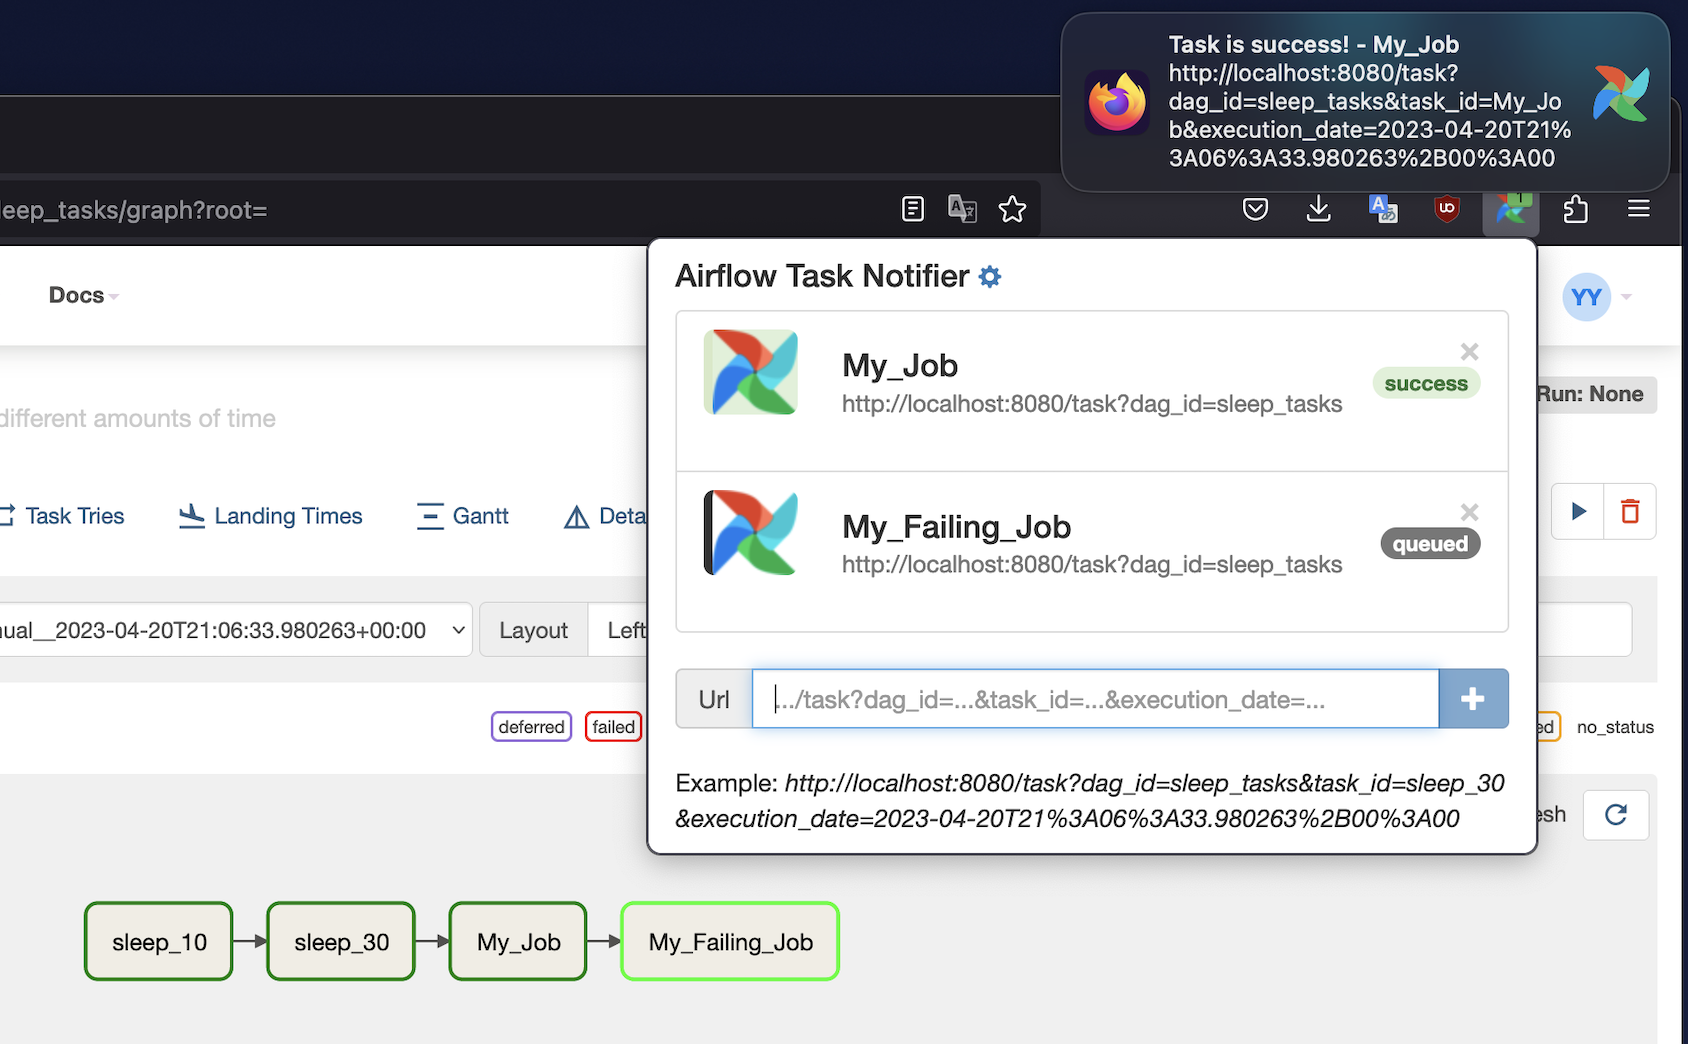 Task is success! - My_Job
http://localhost:8080/task?
dag_id=sleep_tasks&task_id=My_Jo
b&execution_date=2023-04-20T21%
3A06%3A33.980263%2B00%3A00
leep_tasks/graph?root=
1
Docs
Airflow Task Notifier
YY
My_Job
http://localhost:8080/task?dag_id=sleep_tasks
success
Run: None
different amounts of time
My_Failing_Job
http://localhost:8080/task?dag_id=sleep_tasks
queued
Task Tries
Landing Times
Gantt
Deta
ual__2023-04-20T21:06:33.980263+00:00
Layout
Left
Url
.../task?dag_id=...&task_id=...&execution_date=...
deferred
failed
ed
no_status
Example: http://localhost:8080/task?dag_id=sleep_tasks&task_id=sleep_30
&execution_date=2023-04-20T21%3A06%3A33.980263%2B00%3A00
esh
sleep_10
sleep_30
My_Job
My_Failing_Job